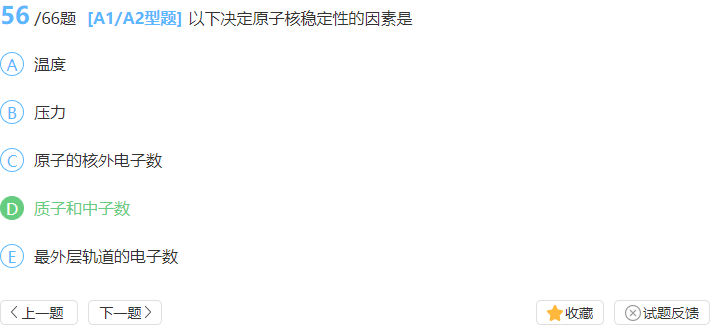 56 /66题 [A1/A2型题] 以下决定原子核稳定性的因素是
A 温度
B 压力
C 原子的核外电子数
D 质子和中子数
E 最外层轨道的电子数
上一题 下一题 收藏 试题反馈